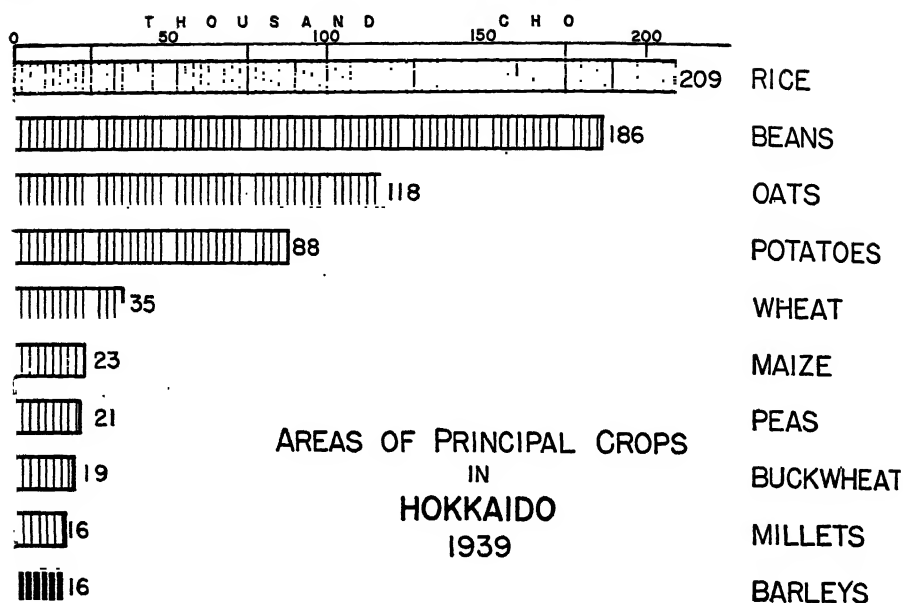 THOUSAND CHO
0 50 100 150 200
209 RICE
186 BEANS
118 OATS
88 POTATOES
35 WHEAT
23 MAIZE
21 PEAS
19 BUCKWHEAT
16 MILLETS
16 BARLEYS
AREAS OF PRINCIPAL CROPS
IN
HOKKAIDO
1939